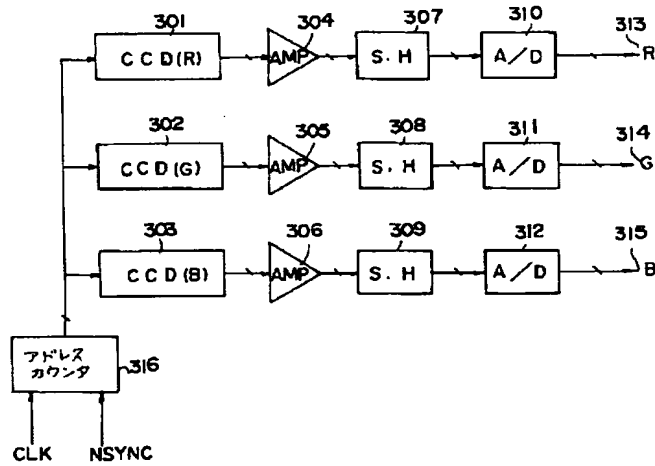 301 304 307 310 313
CCD(R) AMP S.H A/D R
302 305 308 311 314
CCD(G) AMP S.H A/D G
303 306 309 312 315
CCD(B) AMP S.H A/D B
アドレス
カウンタ 316
CLK NSYNC